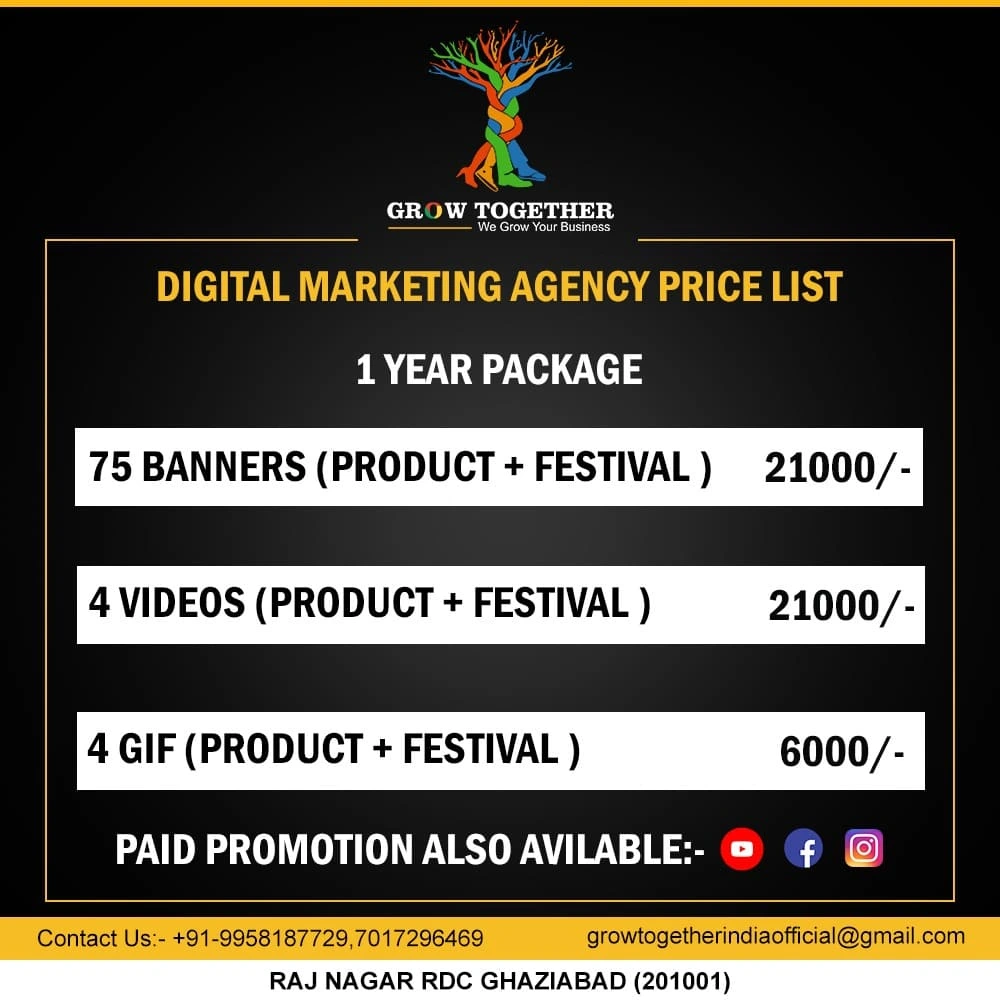 GROW TOGETHER
We Grow Your Business
DIGITAL MARKETING AGENCY PRICE LIST
1 YEAR PACKAGE
75 BANNERS (PRODUCT + FESTIVAL ) 21000/-
4 VIDEOS (PRODUCT + FESTIVAL ) 21000/-
4 GIF (PRODUCT + FESTIVAL ) 6000/-
PAID PROMOTION ALSO AVILABLE:-
Contact Us:- +91-9958187729,7017296469 growtogetherindiaofficial@gmail.com
RAJ NAGAR RDC GHAZIABAD (201001)